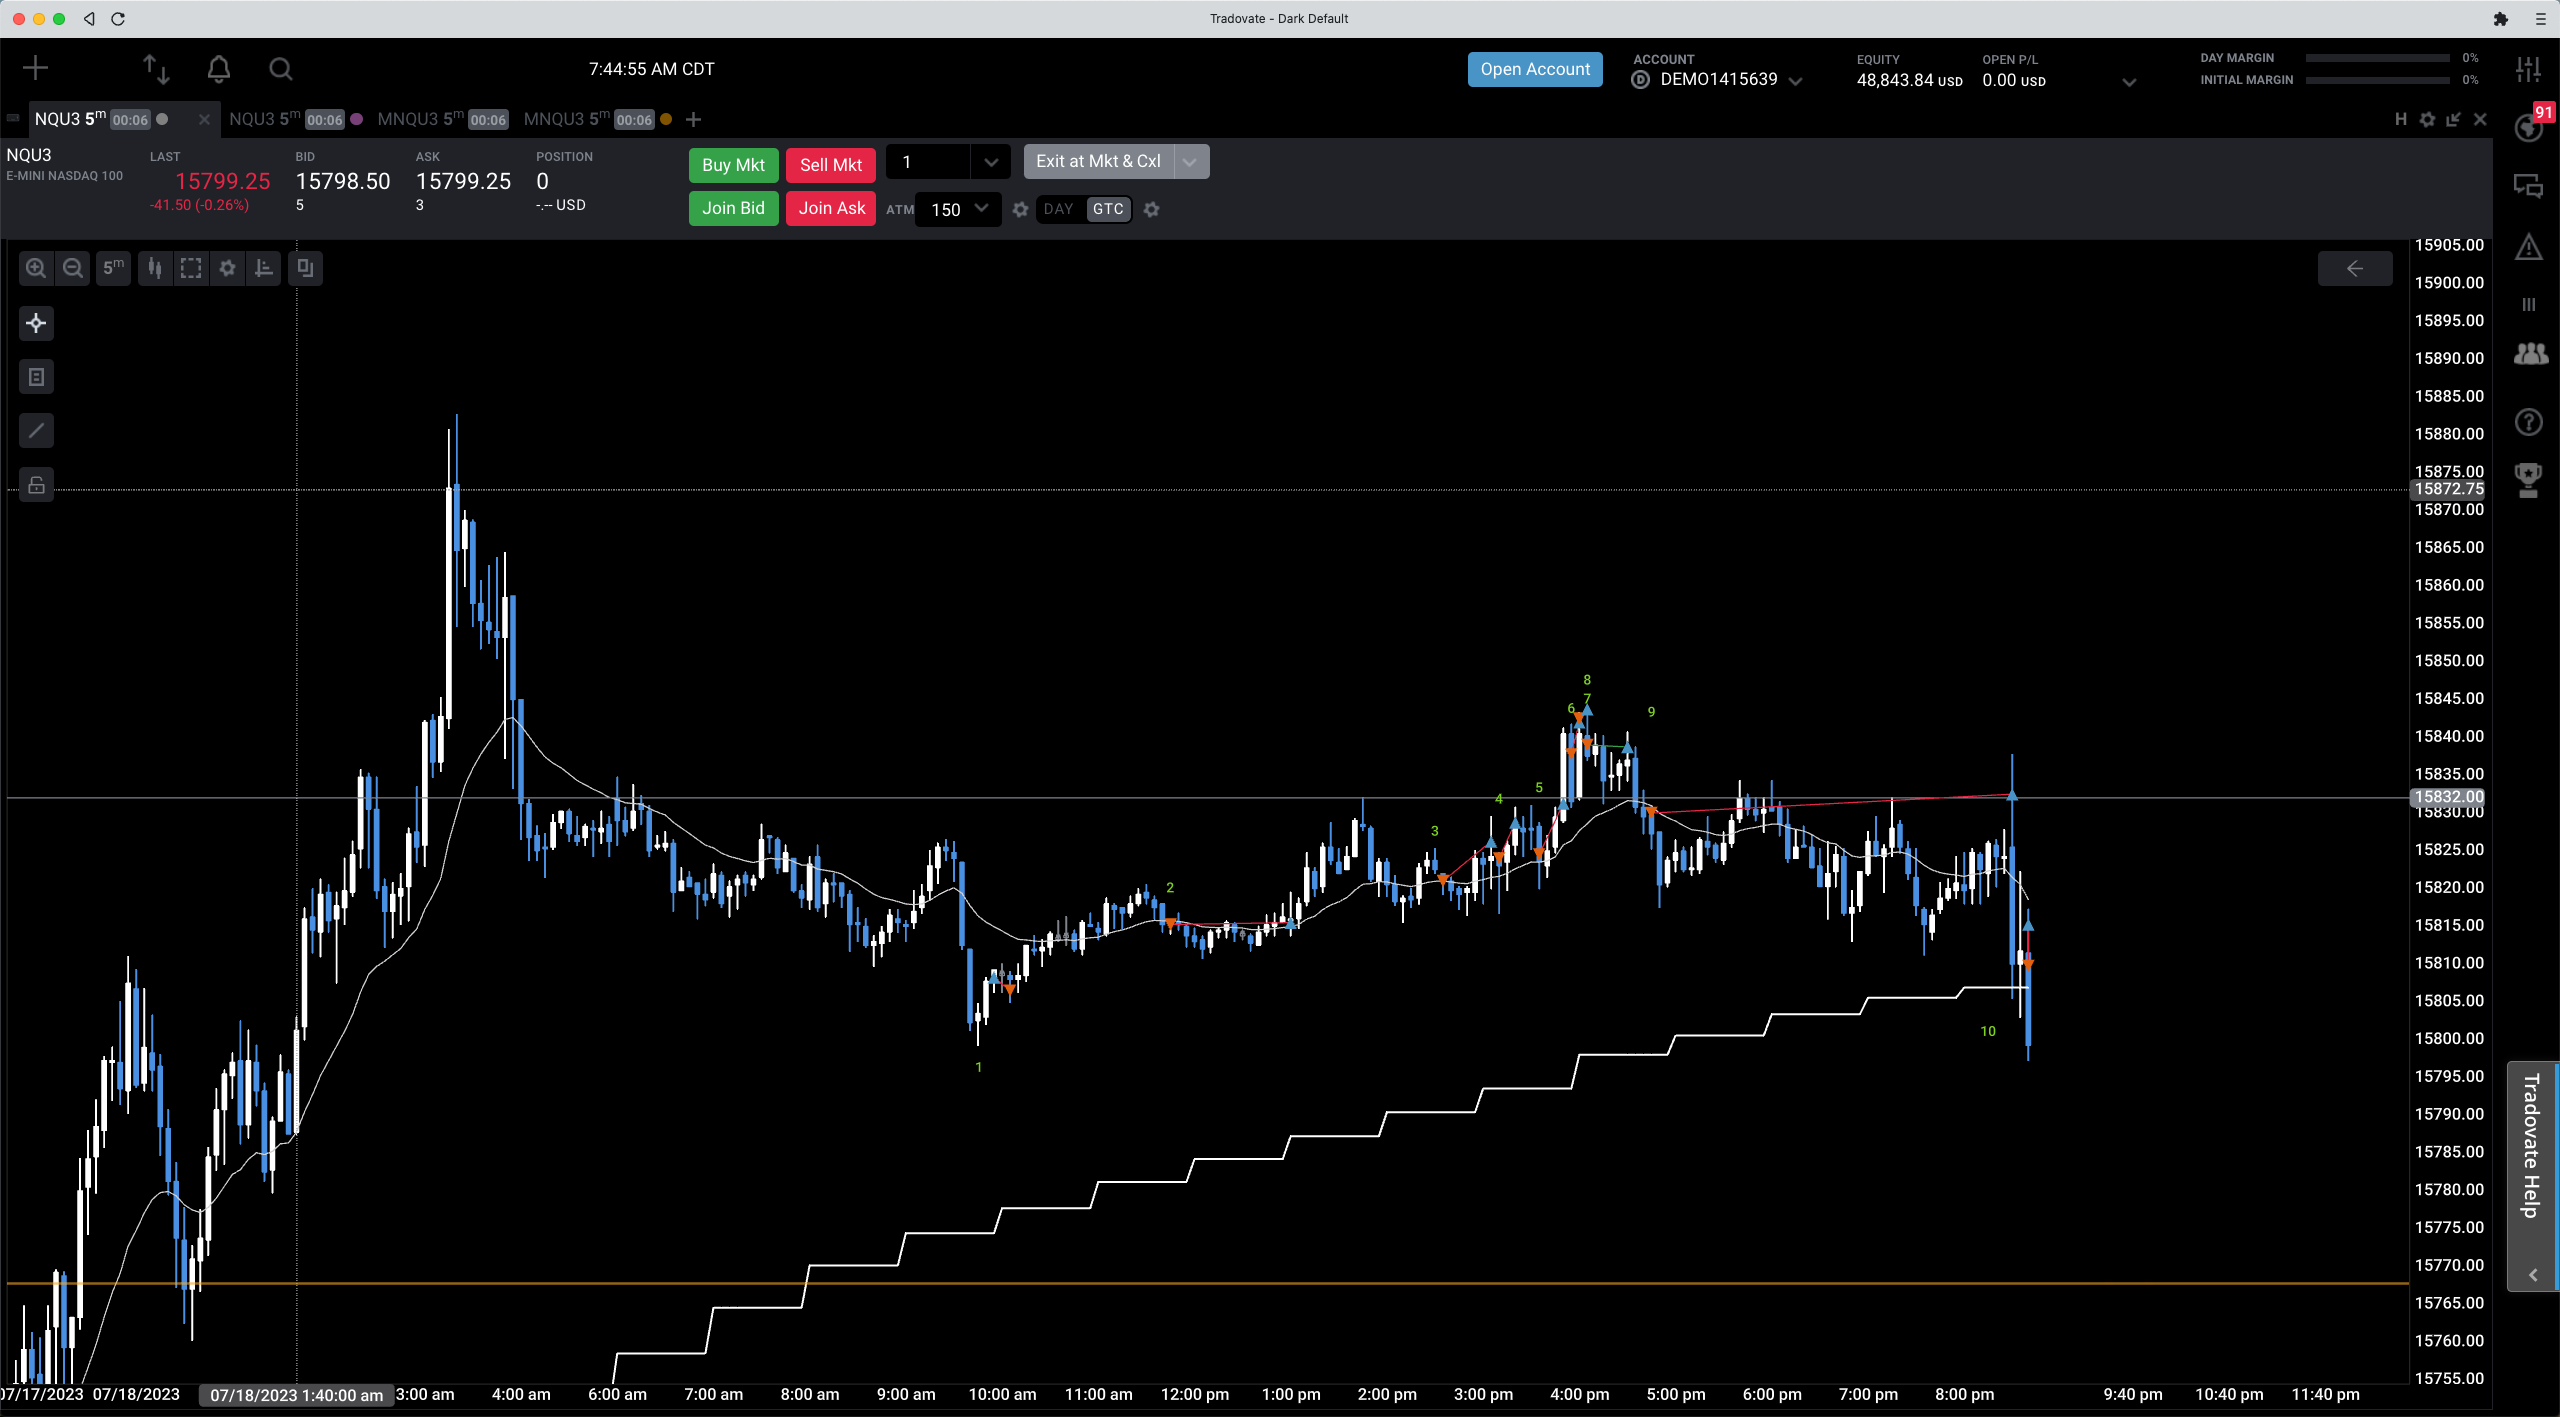 Tradovate - Dark Default
7:44:55 AM CDT
Open Account
ACCOUNT
D DEMO1415639
EQUITY
48,843.84 USD
OPEN P/L
0.00 USD
DAY MARGIN 0%
INITIAL MARGIN 0%
NQU3 5m 00:06
NQU3 5m 00:06
MNQU3 5m 00:06
MNQU3 5m 00:06
H
91
NQU3
E-MINI NASDAQ 100
LAST
15799.25
-41.50 (-0.26%)
BID
15798.50
5
ASK
15799.25
3
POSITION
0
-.-- USD
Buy Mkt
Sell Mkt
1
Exit at Mkt & Cxl
Join Bid
Join Ask
ATM
150
DAY
GTC
5m
15905.00
15900.00
15895.00
15890.00
15885.00
15880.00
15875.00
15872.75
15870.00
15865.00
15860.00
15855.00
15850.00
15845.00
15840.00
15835.00
15832.00
15830.00
15825.00
15820.00
15815.00
15810.00
15805.00
15800.00
15795.00
15790.00
15785.00
15780.00
15775.00
15770.00
15765.00
15760.00
15755.00
8
7
6
9
5
4
3
2
10
1
Tradovate Help
07/17/2023
07/18/2023
07/18/2023 1:40:00 am
3:00 am
4:00 am
6:00 am
7:00 am
8:00 am
9:00 am
10:00 am
11:00 am
12:00 pm
1:00 pm
2:00 pm
3:00 pm
4:00 pm
5:00 pm
6:00 pm
7:00 pm
8:00 pm
9:40 pm
10:40 pm
11:40 pm